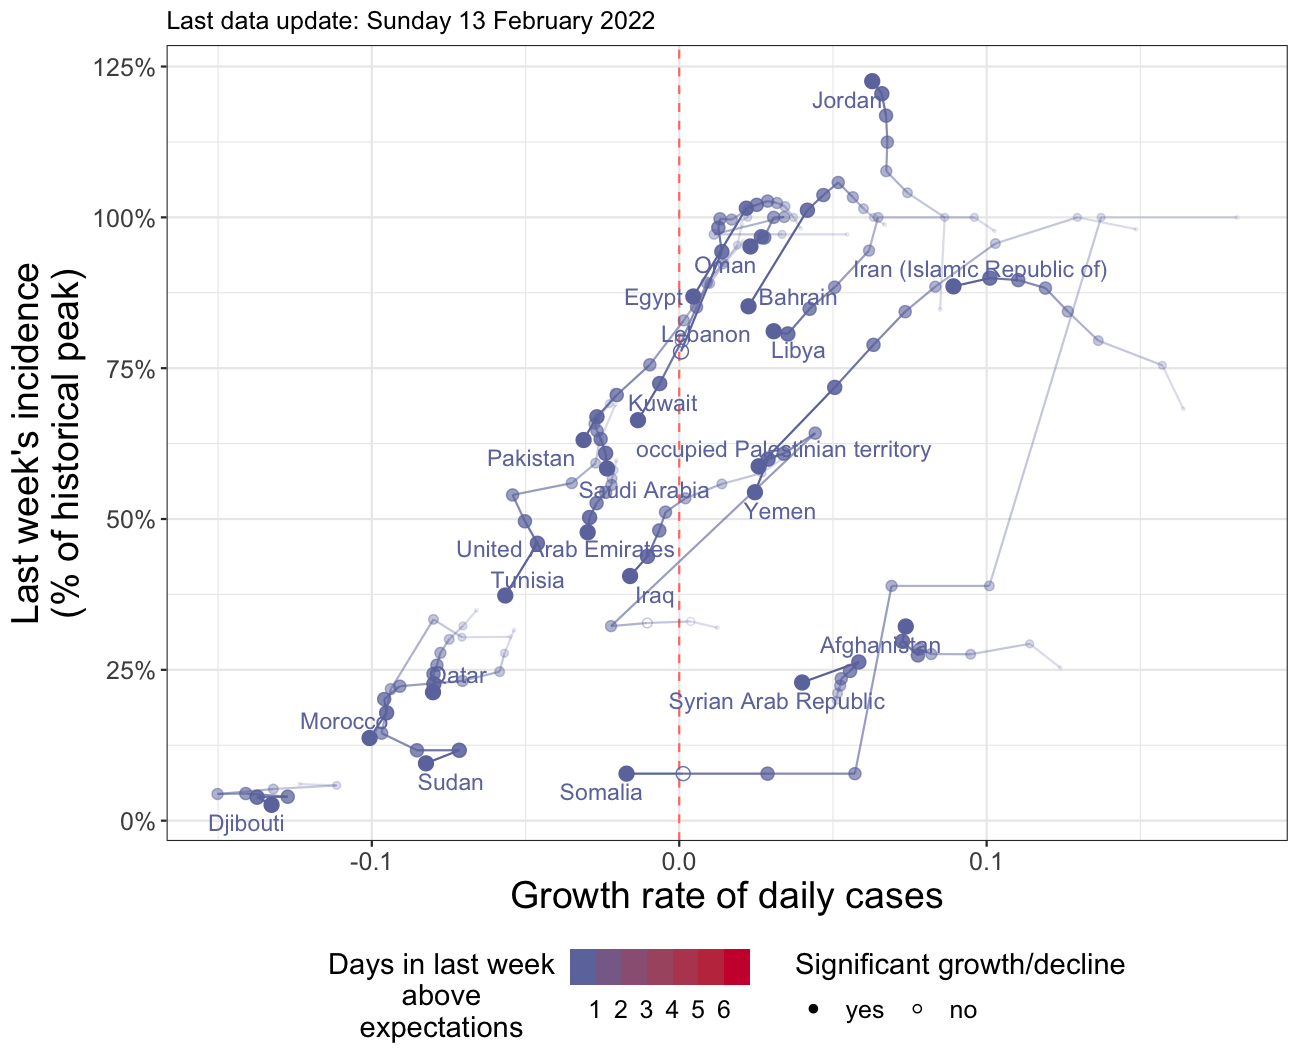 Last data update: Sunday 13 February 2022
Last week's incidence
(% of historical peak)
125%
100%
75%
50%
25%
0%
Jordan
Oman
Iran (Islamic Republic of)
Egypt
Bahrain
Lebanon
Libya
Kuwait
occupied Palestinian territory
Pakistan
Saudi Arabia
Yemen
United Arab Emirates
Tunisia
Iraq
Afghanistan
Qatar
Syrian Arab Republic
Morocco
Sudan
Somalia
Djibouti
-0.1
0.0
0.1
Growth rate of daily cases
Days in last week
above
expectations
1 2 3 4 5 6
Significant growth/decline
yes no